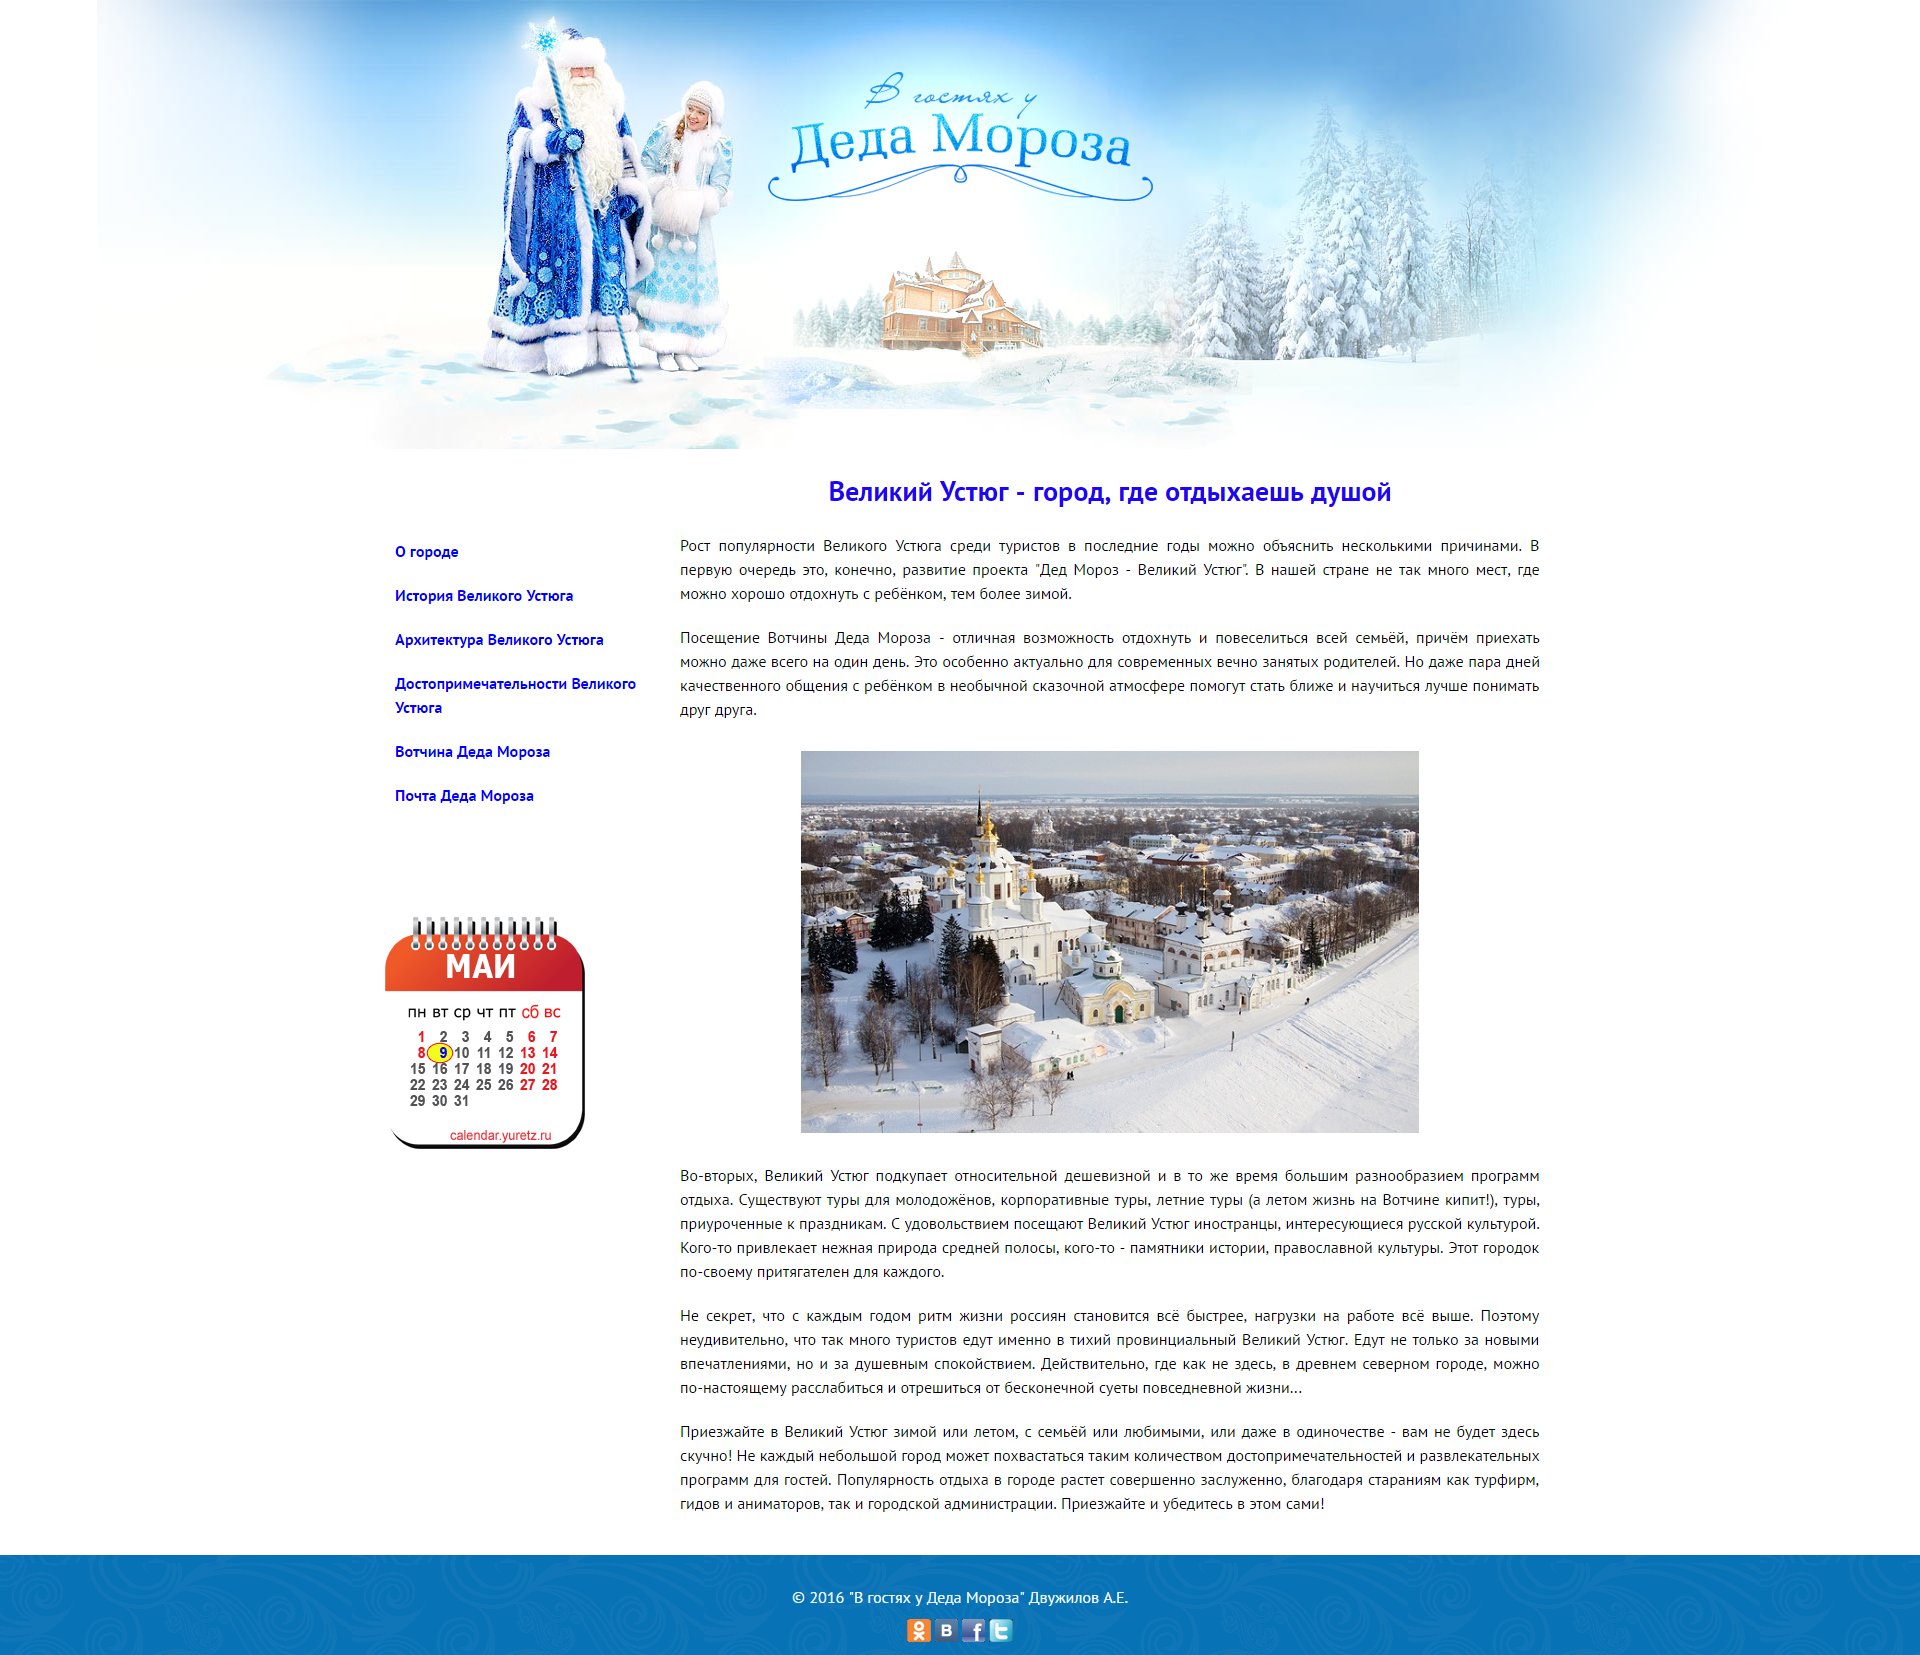 В гостях у
Деда Мороза
Великий Устюг - город, где отдыхаешь душой
О городе
История Великого Устюга
Архитектура Великого Устюга
Достопримечательности Великого
Устюга
Вотчина Деда Мороза
Почта Деда Мороза
МАЙ
пн вт ср чт пт сб вс
1 2 3 4 5 6 7
8 9 10 11 12 13 14
15 16 17 18 19 20 21
22 23 24 25 26 27 28
29 30 31
calendar.yuretz.ru
Рост популярности Великого Устюга среди туристов в последние годы можно объяснить несколькими причинами. В
первую очередь это, конечно, развитие проекта "Дед Мороз - Великий Устюг". В нашей стране не так много мест, где
можно хорошо отдохнуть с ребёнком, тем более зимой.
Посещение Вотчины Деда Мороза - отличная возможность отдохнуть и повеселиться всей семьёй, причём приехать
можно даже всего на один день. Это особенно актуально для современных вечно занятых родителей. Но даже пара дней
качественного общения с ребёнком в необычной сказочной атмосфере помогут стать ближе и научиться лучше понимать
друг друга.
Во-вторых, Великий Устюг подкупает относительной дешевизной и в то же время большим разнообразием программ
отдыха. Существуют туры для молодожёнов, корпоративные туры, летние туры (а летом жизнь на Вотчине кипит!), туры,
приуроченные к праздникам. С удовольствием посещают Великий Устюг иностранцы, интересующиеся русской культурой.
Кого-то привлекает нежная природа средней полосы, кого-то - памятники истории, православной культуры. Этот городок
по-своему притягателен для каждого.
Не секрет, что с каждым годом ритм жизни россиян становится всё быстрее, нагрузки на работе всё выше. Поэтому
неудивительно, что так много туристов едут именно в тихий провинциальный Великий Устюг. Едут не только за новыми
впечатлениями, но и за душевным спокойствием. Действительно, где как не здесь, в древнем северном городе, можно
по-настоящему расслабиться и отрешиться от бесконечной суеты повседневной жизни...
Приезжайте в Великий Устюг зимой или летом, с семьёй или любимыми, или даже в одиночестве - вам не будет здесь
скучно! Не каждый небольшой город может похвастаться таким количеством достопримечательностей и развлекательных
программ для гостей. Популярность отдыха в городе растет совершенно заслуженно, благодаря стараниям как турфирм,
гидов и аниматоров, так и городской администрации. Приезжайте и убедитесь в этом сами!
© 2016 "В гостях у Деда Мороза" Двужилов А.Е.